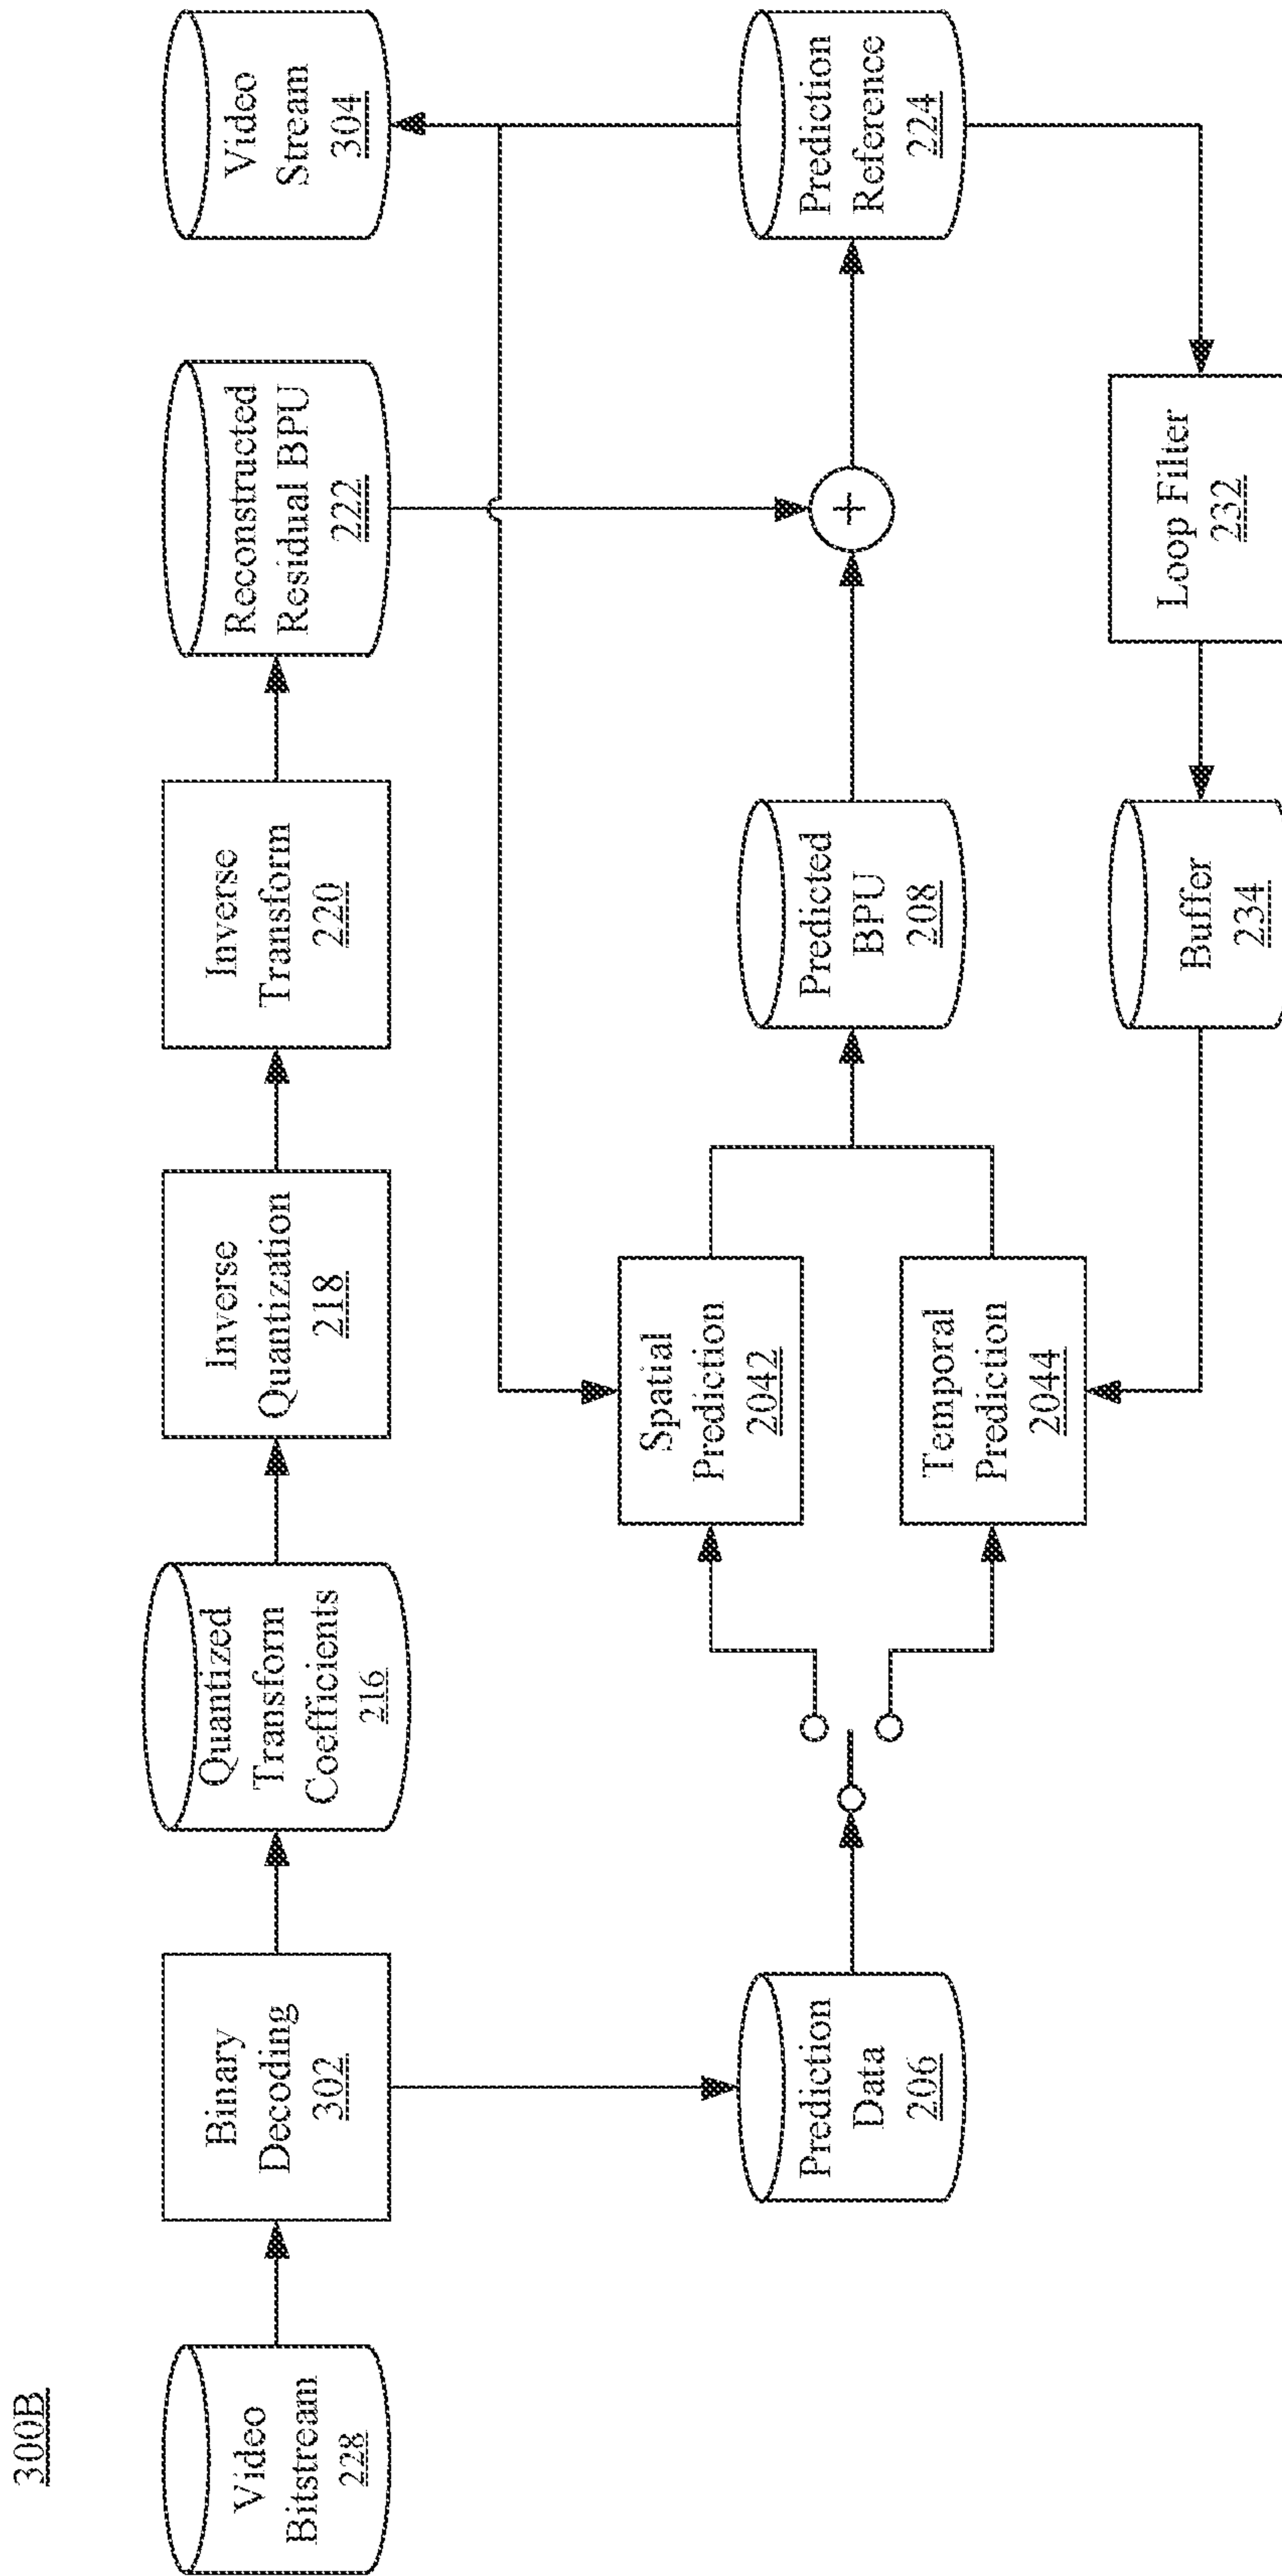 300B
Video
Bitstream
228
Binary
Decoding
302
Quantized
Transform
Coefficients
216
Inverse
Quantization
218
Inverse
Transform
220
Reconstructed
Residual BPU
222
Video
Stream
304
Prediction
Data
206
Spatial
Prediction
2042
Temporal
Prediction
2044
Predicted
BPU
208
+
Prediction
Reference
224
Buffer
234
Loop Filter
232